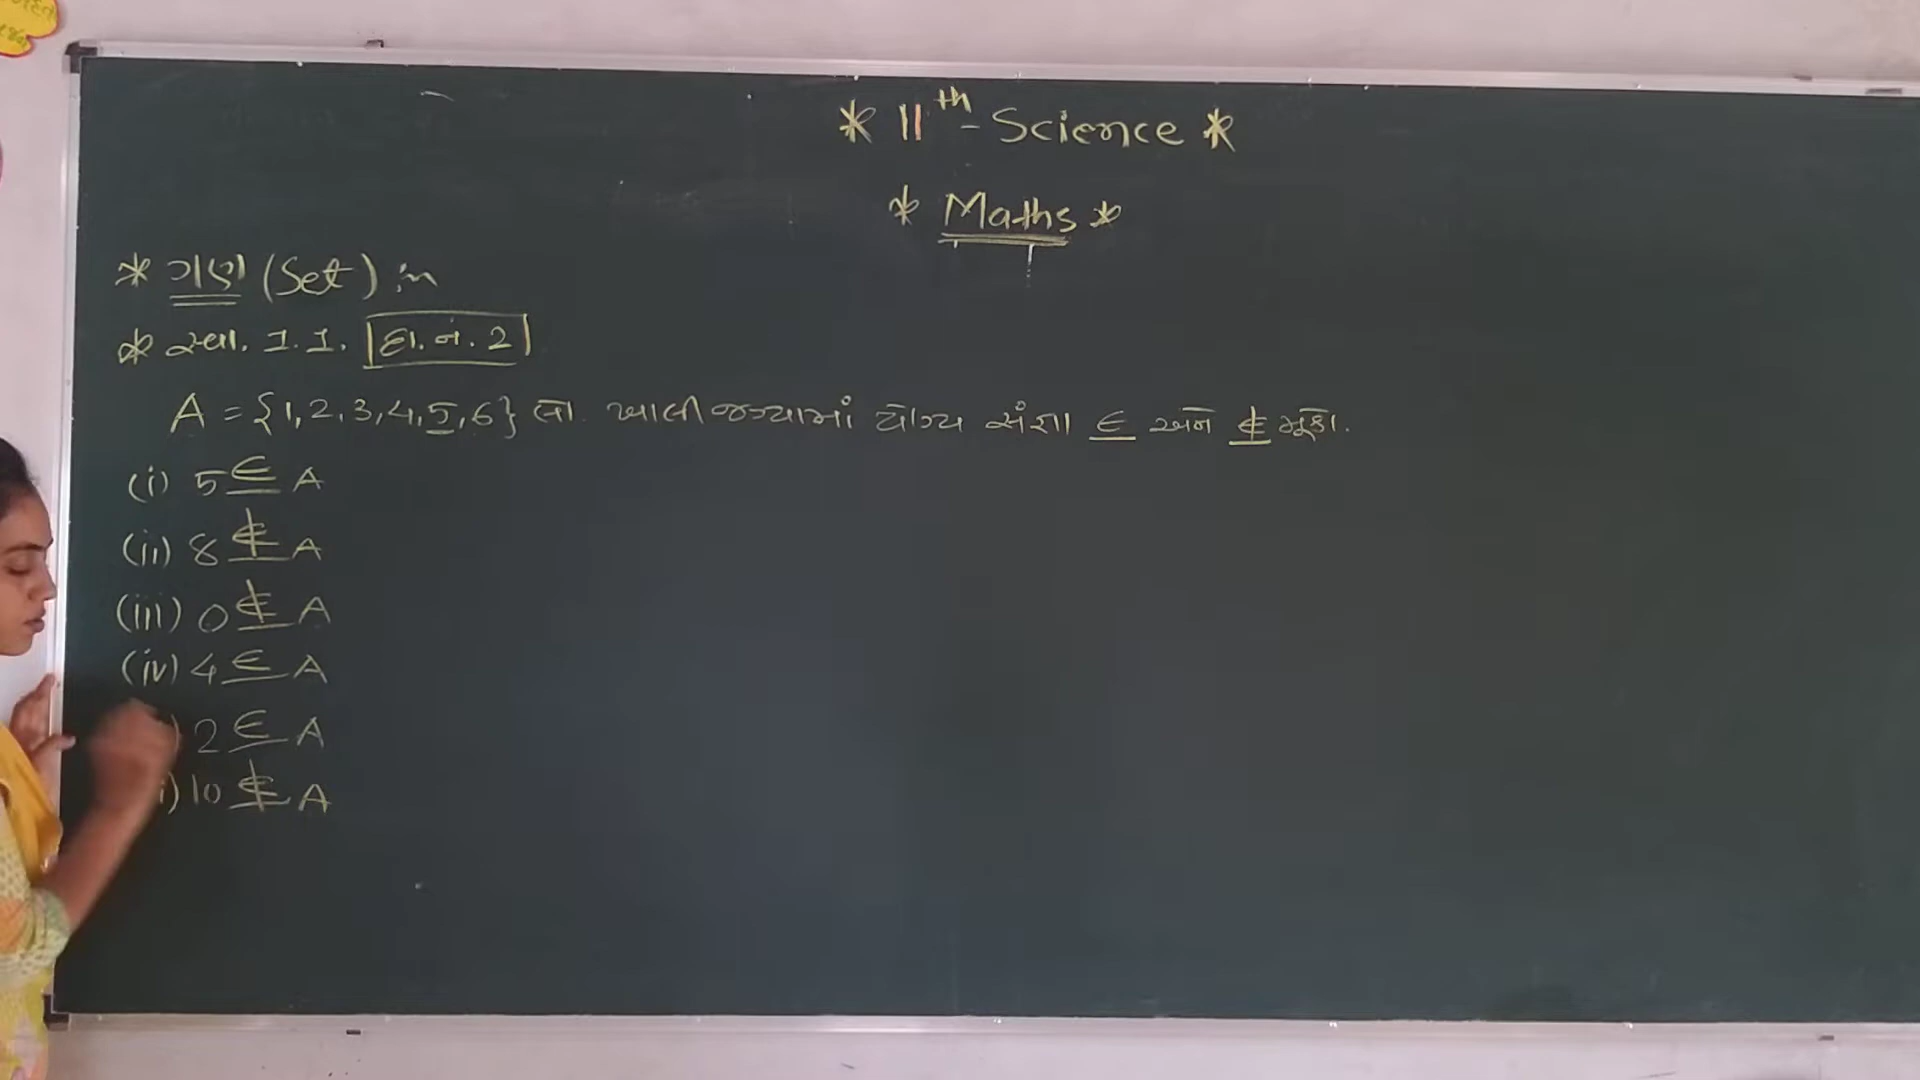 * 11th - Science *
* Maths *
* ગણ (Set) :n
* સ્વા. 1.1. દા.નં. 2
A = {1,2,3,4,5,6} તો. ખાલી જગ્યામાં યોગ્ય સંજ્ઞા ∈ અને ∉ મૂકો.
(i) 5 ∈ A
(ii) 8 ∉ A
(iii) 0 ∉ A
(iv) 4 ∈ A
) 2 ∈ A
i) 10 ∉ A